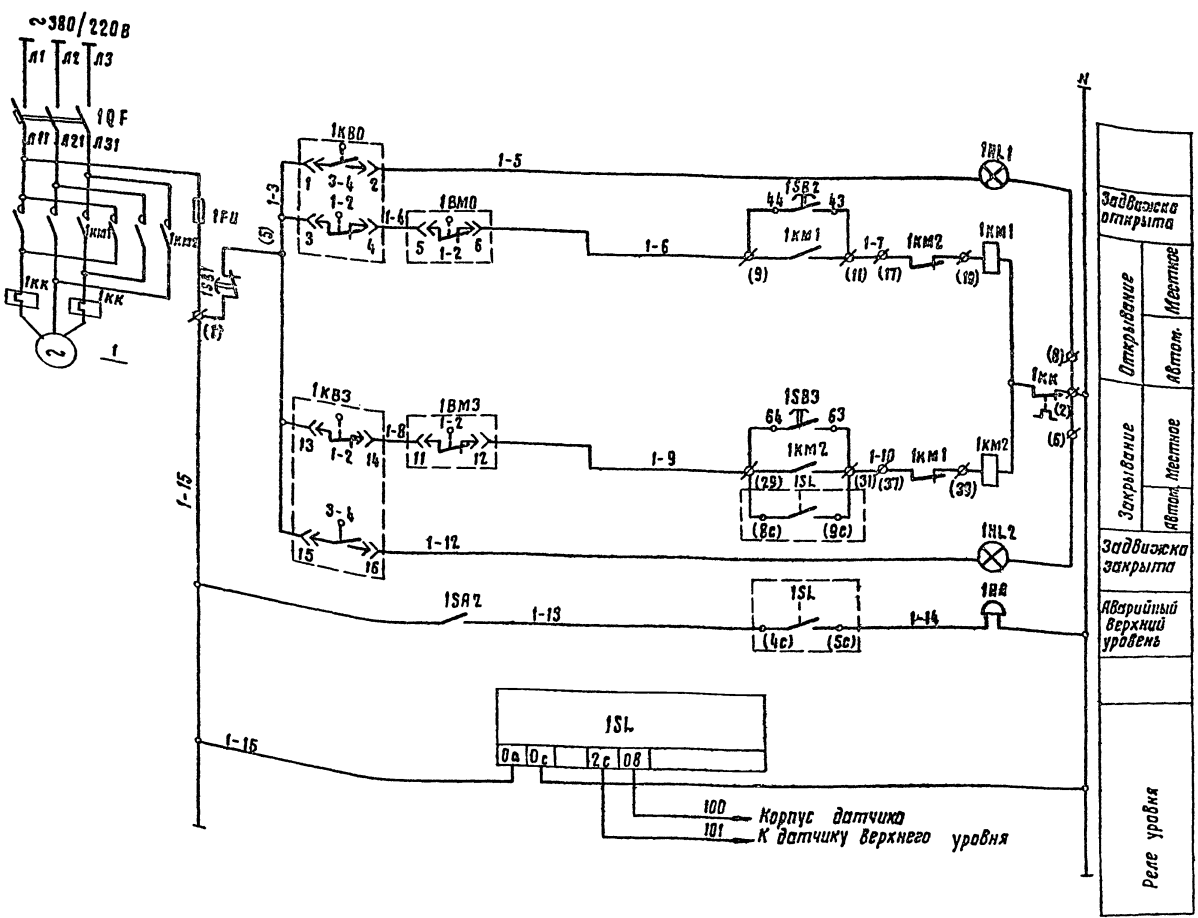 ~380/220В
Л1 Л2 Л3
1QF
Л11 Л21 Л31
1FU
1КМ1
1КМ2
1КК 1КК
1SB1
(1)
1
1-3
(5)
1-15
N
1КВО
1 3-4 2
1-5
1HL1
1-2
3 4
1-4
1ВМО
5 1-2 6
1-6
1SB2
44 43
1КМ1
(9) (11)
1-7
(17)
1КМ2
(19)
1КМ1
1КВЗ
13 1-2 14
1-8
1ВМЗ
1-2
11 12
1-9
1SB3
64 63
1КМ2
(29) 1SL (31)
(8с) (9с)
1-10
(37)
1КМ1
(39)
1КМ2
1КК
(8)
(2)
(6)
3-4
15 16
1-12
1HL2
1SA2
1-13
1SL
(4с) (5с)
1-14
1НА
1-16
1SL
0а 0с 2с 08
100 Корпус датчика
101 К датчику верхнего уровня
Задвижка
открыта
Открывание
Местное
Автом.
Закрывание
Местное
Автом.
Задвижка
закрыта
Аварийный
верхний
уровень
Реле уровня